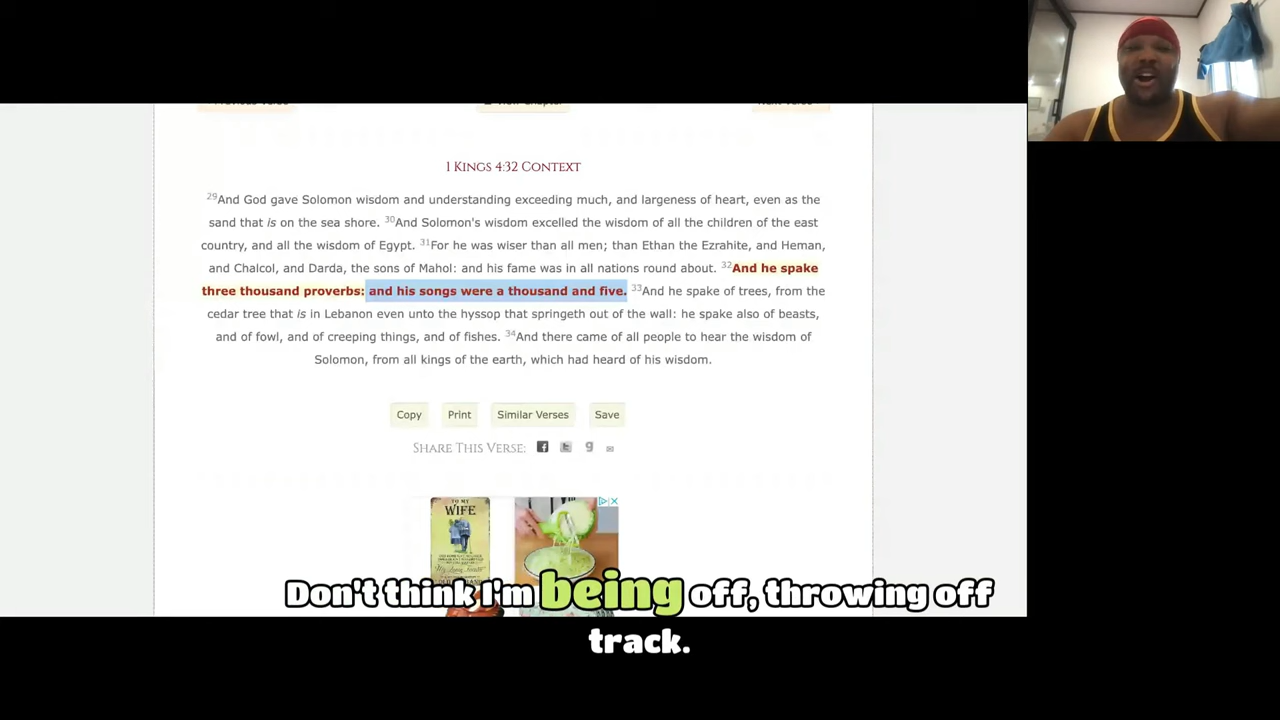 1 Kings 4:32 Context
29And God gave Solomon wisdom and understanding exceeding much, and largeness of heart, even as the
sand that is on the sea shore. 30And Solomon's wisdom excelled the wisdom of all the children of the east
country, and all the wisdom of Egypt. 31For he was wiser than all men; than Ethan the Ezrahite, and Heman,
and Chalcol, and Darda, the sons of Mahol: and his fame was in all nations round about. 32And he spake
three thousand proverbs: and his songs were a thousand and five. 33And he spake of trees, from the
cedar tree that is in Lebanon even unto the hyssop that springeth out of the wall: he spake also of beasts,
and of fowl, and of creeping things, and of fishes. 34And there came of all people to hear the wisdom of
Solomon, from all kings of the earth, which had heard of his wisdom.
Copy Print Similar Verses Save
Share This Verse:
TO MY
WIFE
Don't think I'm being off, throwing off
track.